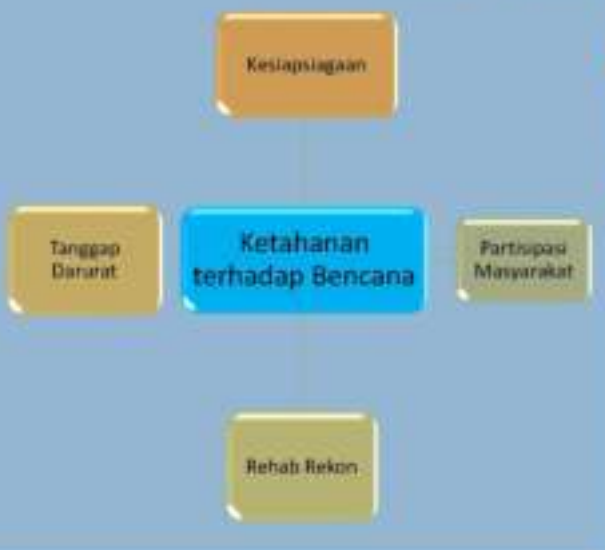 Kesiapsiagaan
Tanggap
Darurat
Ketahanan
terhadap Bencana
Partisipasi
Masyarakat
Rehab Rekon